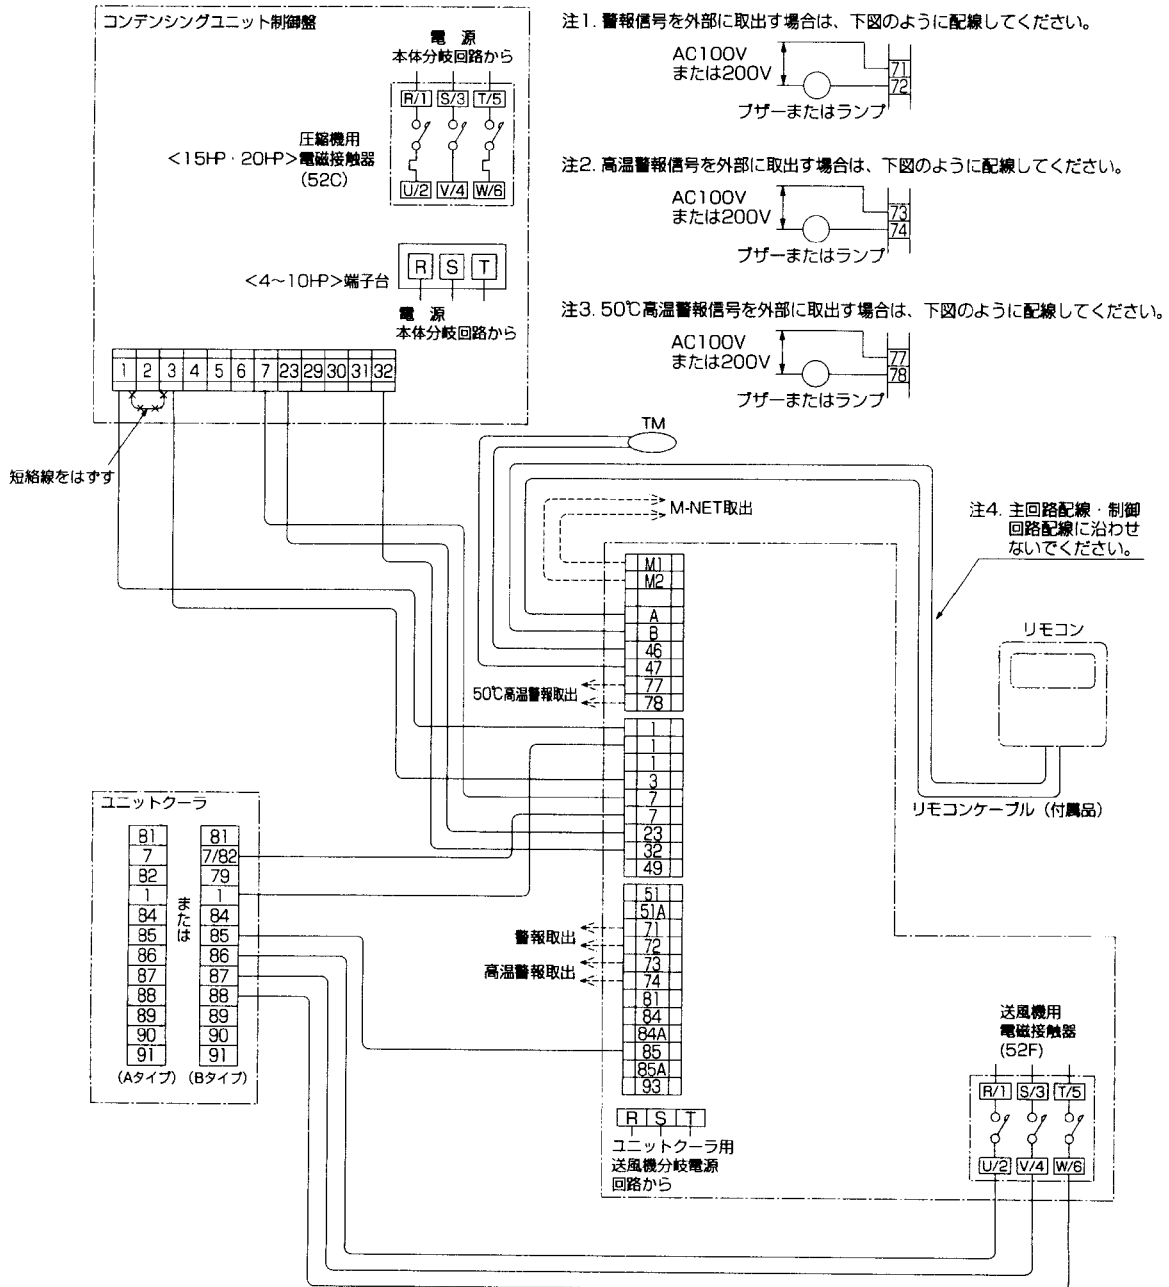 コンデンシングユニット制御盤
電 源
本体分岐回路から
R/1 S/3 T/5
圧縮機用
<15HP・20HP>電磁接触器
(52C)
U/2 V/4 W/6
R S T
<4～10HP>端子台
電 源
本体分岐回路から
1 2 3 4 5 6 7 23 29 30 31 32
短絡線をはずす
注1. 警報信号を外部に取出す場合は、下図のように配線してください。
AC100V
または200V
71
72
ブザーまたはランプ
注2. 高温警報信号を外部に取出す場合は、下図のように配線してください。
AC100V
または200V
73
74
ブザーまたはランプ
注3. 50℃高温警報信号を外部に取出す場合は、下図のように配線してください。
AC100V
または200V
77
78
ブザーまたはランプ
TM
M-NET取出
注4. 主回路配線・制御
回路配線に沿わせ
ないでください。
リモコン
リモコンケーブル（付属品）
M1
M2
A
B
46
47
77
78
50℃高温警報取出
1
1
1
3
7
7
23
32
49
51
51A
71
72
73
74
81
84
84A
85
85A
93
警報取出
高温警報取出
R S T
ユニットクーラ用
送風機分岐電源
回路から
ユニットクーラ
81
7
82
1
84
85
86
87
88
89
90
91
(Aタイプ)
または
81
7/82
79
1
84
85
86
87
88
89
90
91
(Bタイプ)
送風機用
電磁接触器
(52F)
R/1 S/3 T/5
U/2 V/4 W/6